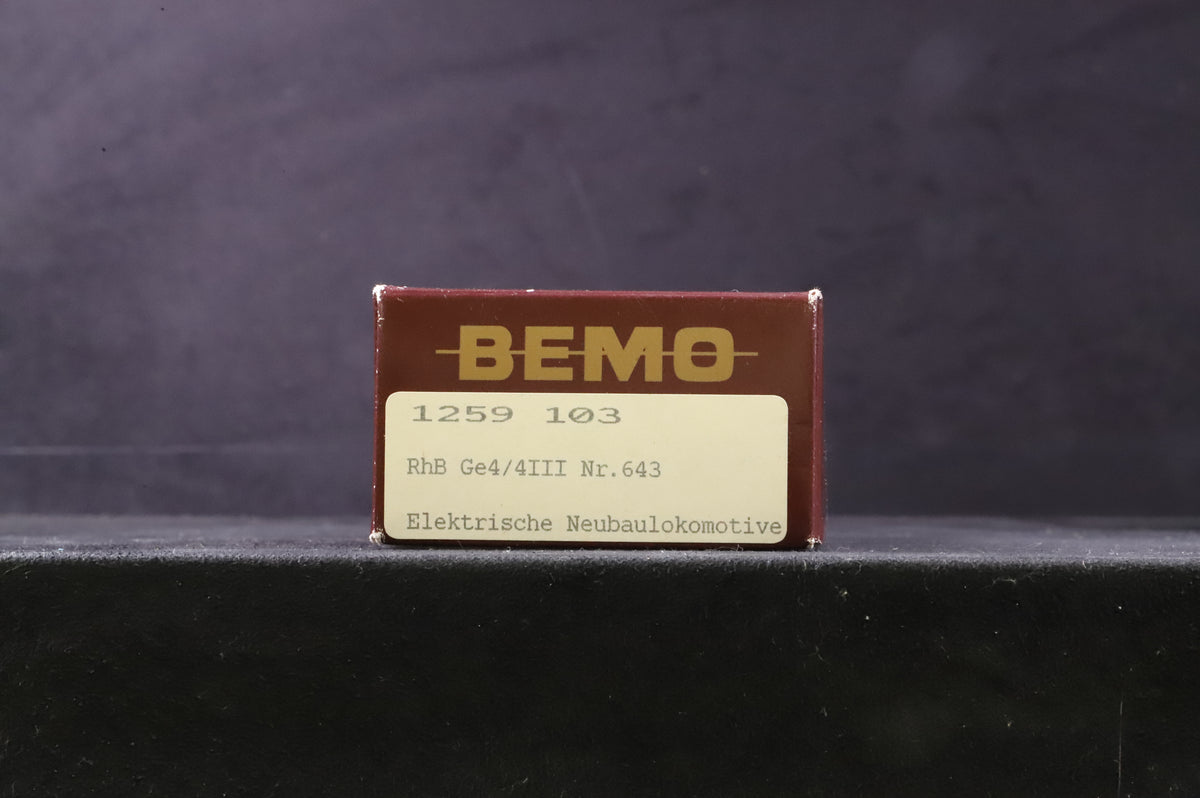 BEMO
1259 103
RhB Ge4/4III Nr.643
Elektrische Neubaulokomotive